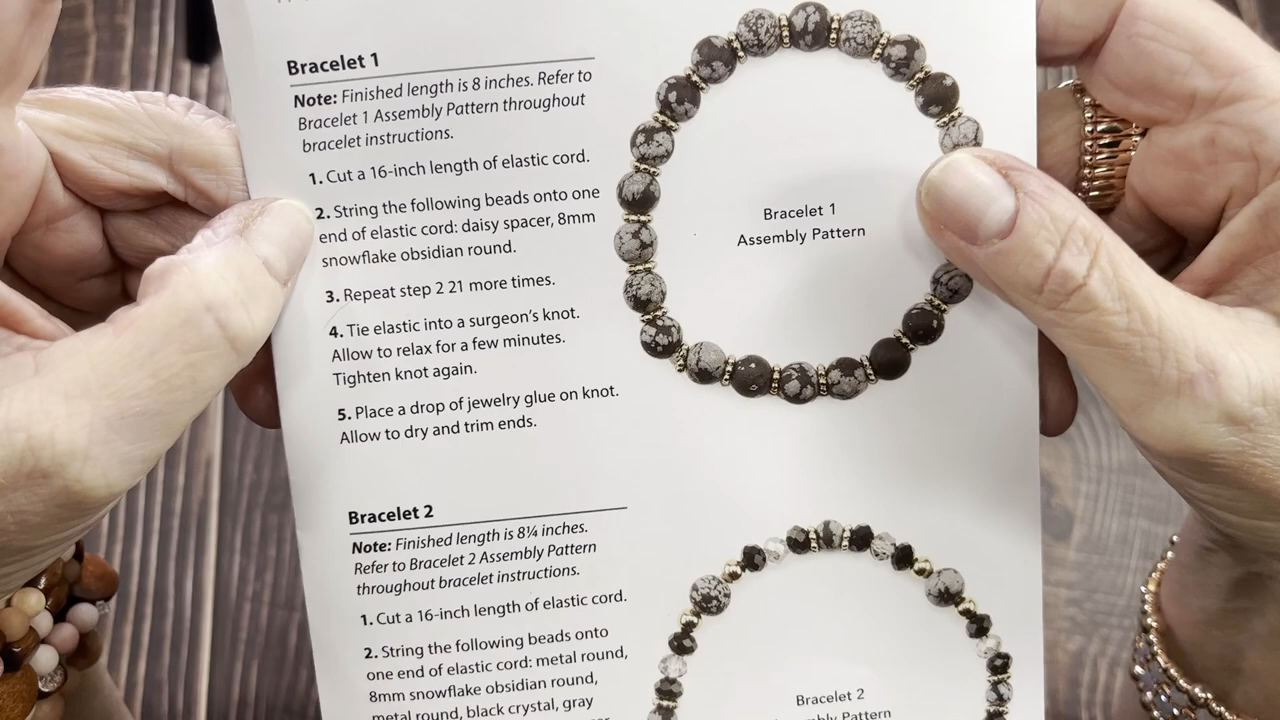 Bracelet 1
Note: Finished length is 8 inches. Refer to
Bracelet 1 Assembly Pattern throughout
bracelet instructions.
1. Cut a 16-inch length of elastic cord.
2. String the following beads onto one
end of elastic cord: daisy spacer, 8mm
snowflake obsidian round.
3. Repeat step 2 21 more times.
4. Tie elastic into a surgeon's knot.
Allow to relax for a few minutes.
Tighten knot again.
5. Place a drop of jewelry glue on knot.
Allow to dry and trim ends.
Bracelet 1
Assembly Pattern
Bracelet 2
Note: Finished length is 8¼ inches.
Refer to Bracelet 2 Assembly Pattern
throughout bracelet instructions.
1. Cut a 16-inch length of elastic cord.
2. String the following beads onto
one end of elastic cord: metal round,
8mm snowflake obsidian round,
metal round, black crystal, gray
Bracelet 2
Assembly Pattern